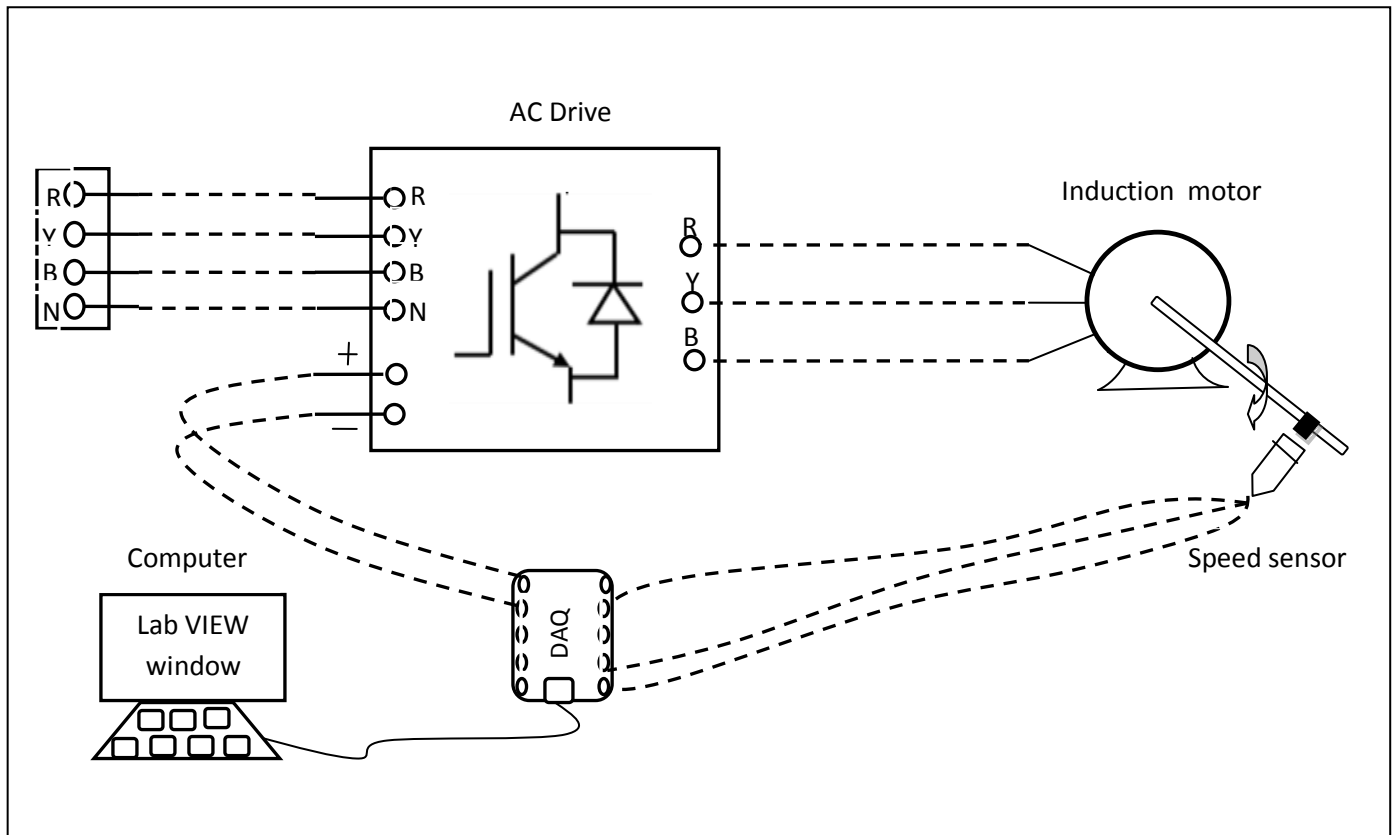 AC Drive
Induction motor
R
Y
B
N
R
Y
B
N
+
—
R
Y
B
Speed sensor
Computer
Lab VIEW
window
DAQ